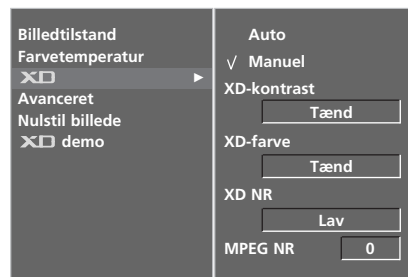 Billedtilstand
Farvetemperatur
XD
Avanceret
Nulstil billede
XD demo
Auto
√ Manuel
XD-kontrast
Tænd
XD-farve
Tænd
XD NR
Lav
MPEG NR 0